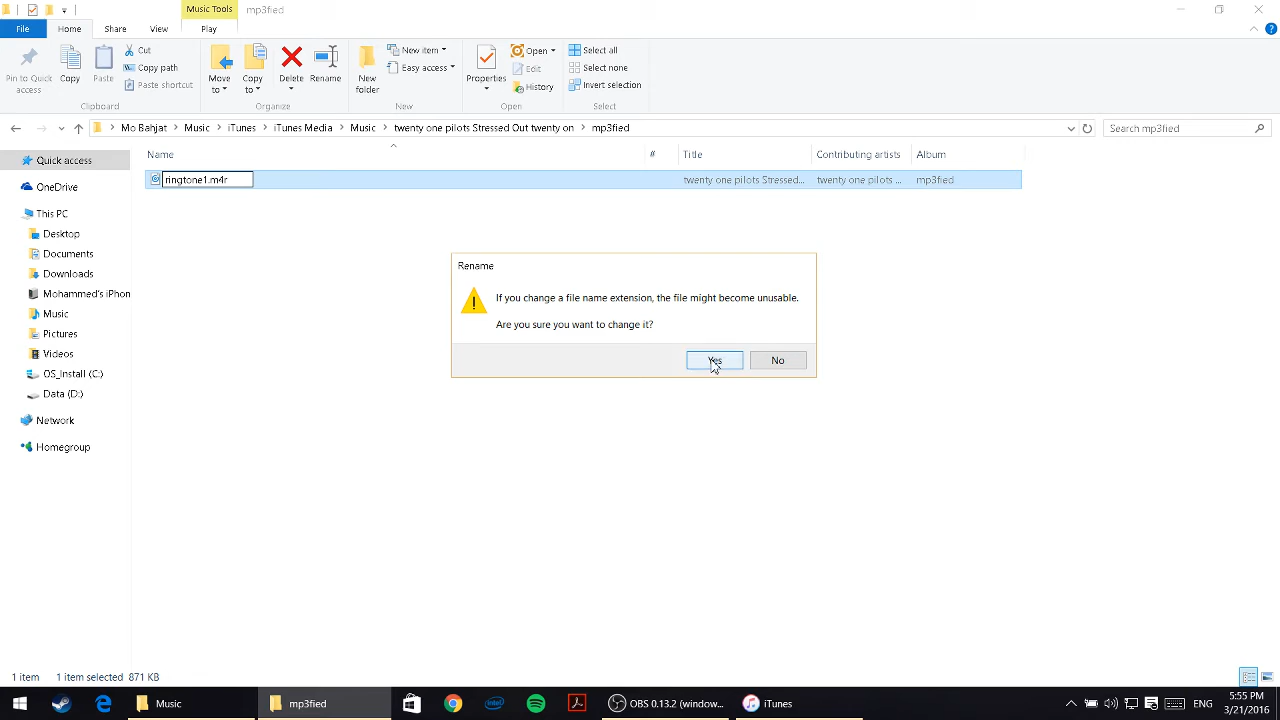 Music Tools
mp3fied
File
Home
Share
View
Play
Pin to Quick access
Copy
Paste
Cut
Copy path
Paste shortcut
Clipboard
Move to
Copy to
Delete
Rename
Organize
New folder
New item
Easy access
New
Properties
Open
Edit
History
Open
Select all
Select none
Invert selection
Select
Mo Bahjat
Music
iTunes
iTunes Media
Music
twenty one pilots Stressed Out twenty on
mp3fied
Search mp3fied
Name
#
Title
Contributing artists
Album
ringtone1.m4r
twenty one pilots Stressed...
twenty one pilots ...
mp3fied
Quick access
OneDrive
This PC
Desktop
Documents
Downloads
Mohammed's iPhon
Music
Pictures
Videos
OS_Install (C:)
Data (D:)
Network
Homegroup
Rename
If you change a file name extension, the file might become unusable.
Are you sure you want to change it?
Yes
No
1 item
1 item selected 871 KB
Music
mp3fied
OBS 0.13.2 (window...
iTunes
ENG
5:55 PM
3/21/2016